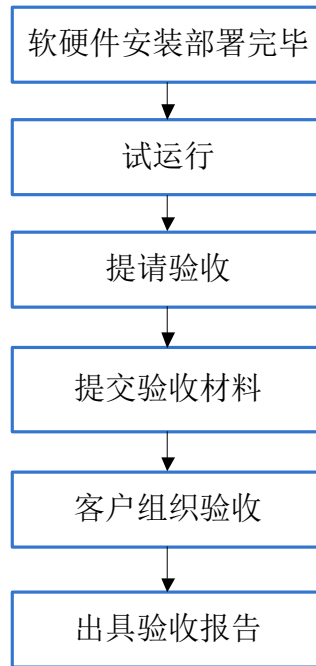 软硬件安装部署完毕
试运行
提请验收
提交验收材料
客户组织验收
出具验收报告